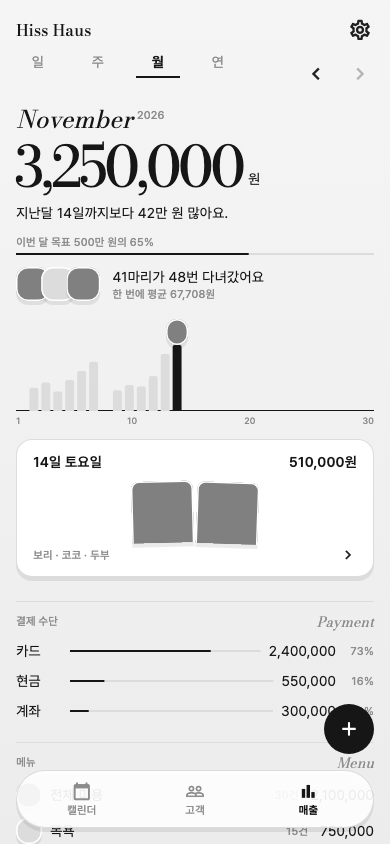 Hiss Haus
일 주 월 연
November 2026
3,250,000 원
지난달 14일까지보다 42만 원 많아요.
이번 달 목표 500만 원의 65%
41마리가 48번 다녀갔어요
한 번에 평균 67,708원
1 10 20 30
14일 토요일 510,000원
보리 · 코코 · 두부
결제 수단 Payment
카드 2,400,000 73%
현금 550,000 16%
계좌 300,000
메뉴 Menu
캘린더 고객 매출
목욕 15건 750,000